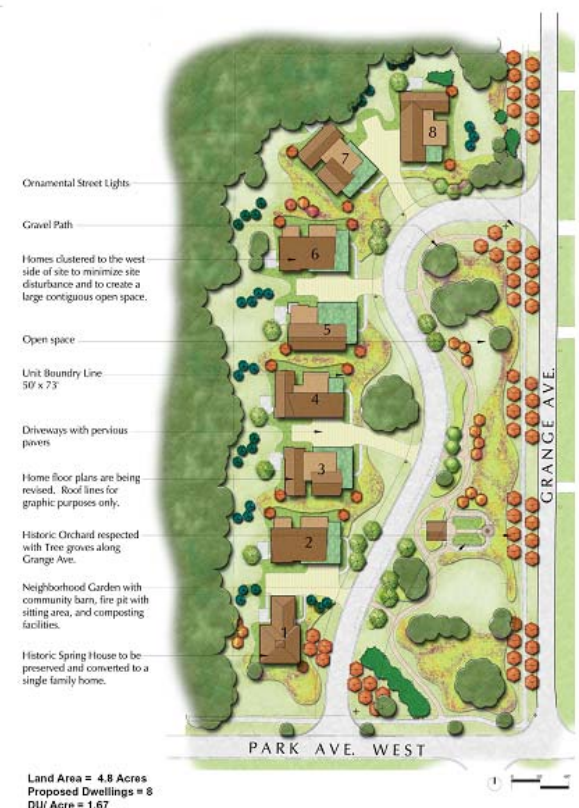 8
7
Ornamental Street Lights
Gravel Path
6
Homes clustered to the west
side of site to minimize site
disturbance and to create a
large contiguous open space.
5
Open space
Unit Boundry Line
50' x 73'
4
GRANGE AVE.
Driveways with pervious
pavers
3
Home floor plans are being
revised. Roof lines for
graphic purposes only.
2
Historic Orchard respected
with Tree groves along
Grange Ave.
Neighborhood Garden with
community barn, fire pit with
sitting area, and composting
facilities.
1
Historic Spring House to be
preserved and converted to a
single family home.
PARK AVE. WEST
Land Area = 4.8 Acres
Proposed Dwellings = 8
DU/ Acre = 1.67